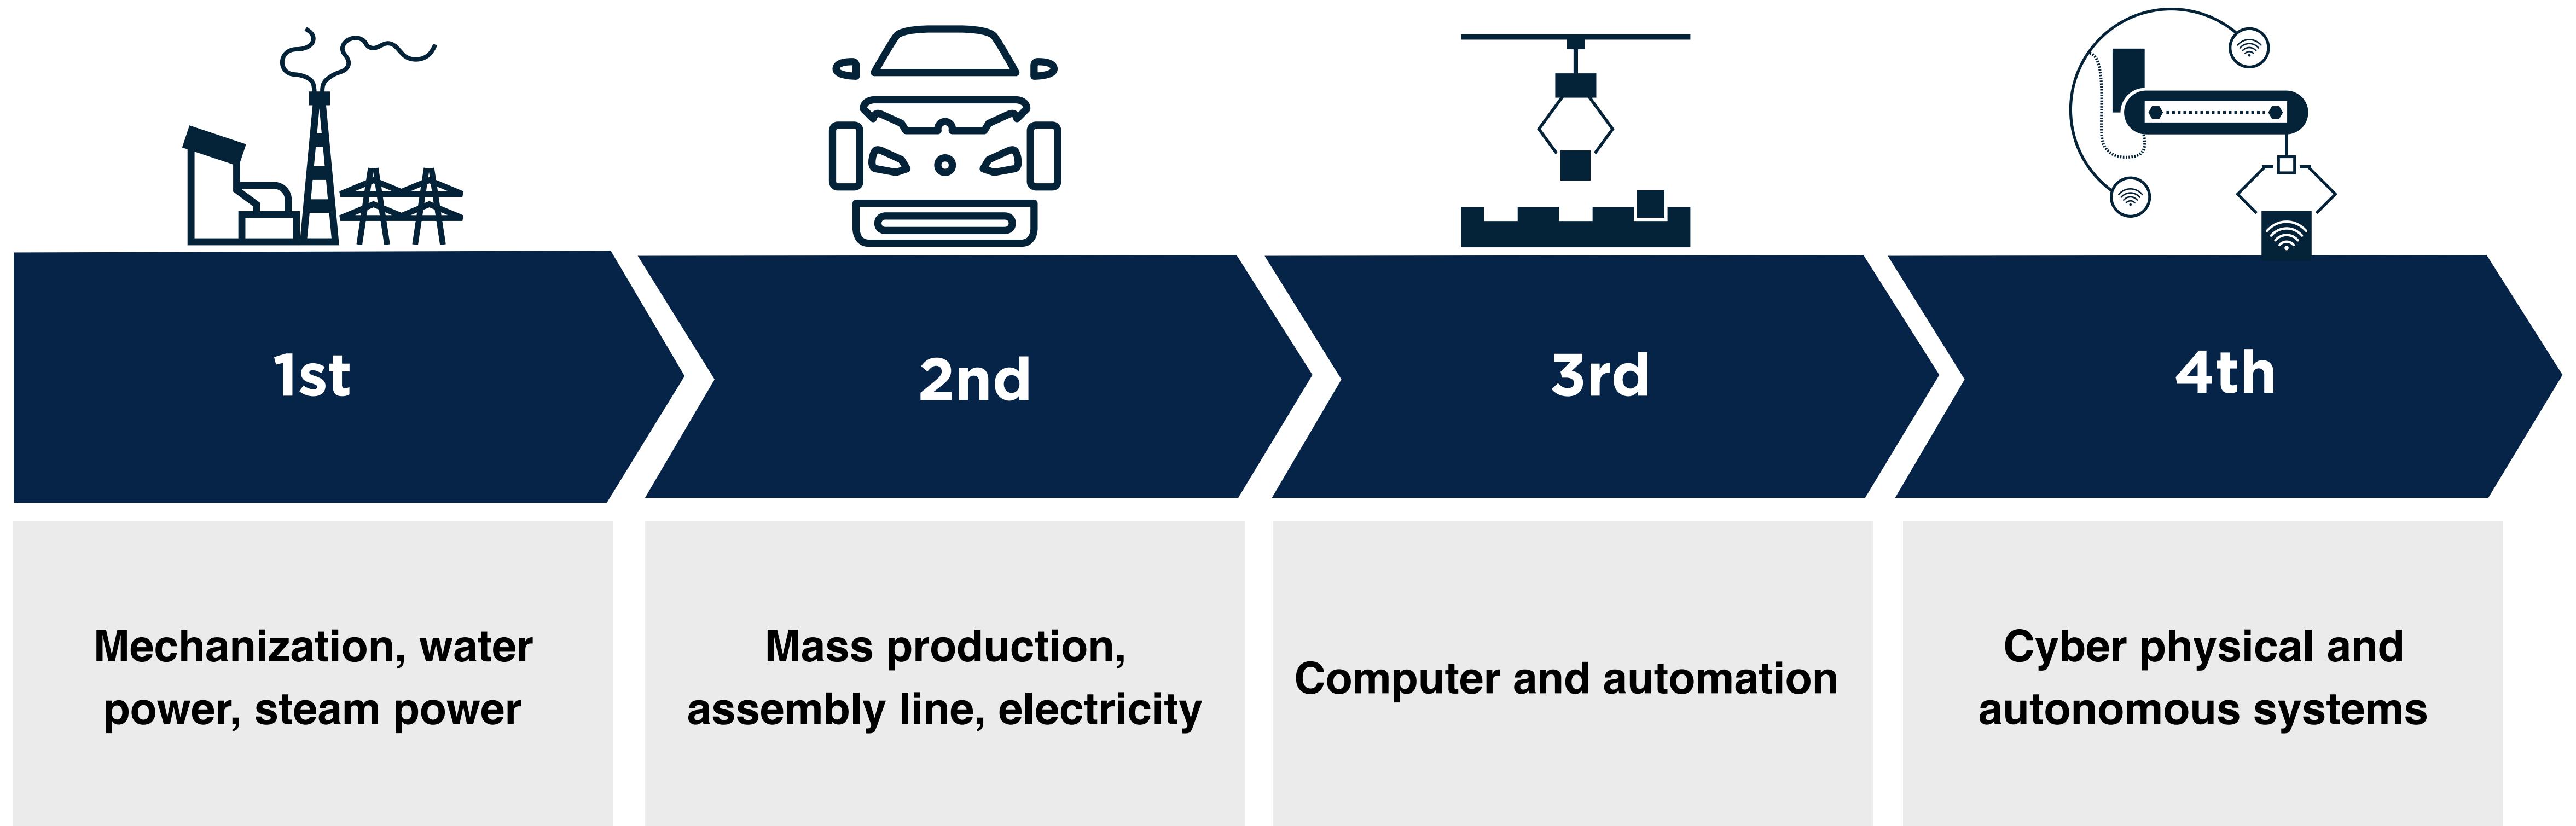 1st
2nd
3rd
4th
Mechanization, water
power, steam power
Mass production,
assembly line, electricity
Computer and automation
Cyber physical and
autonomous systems